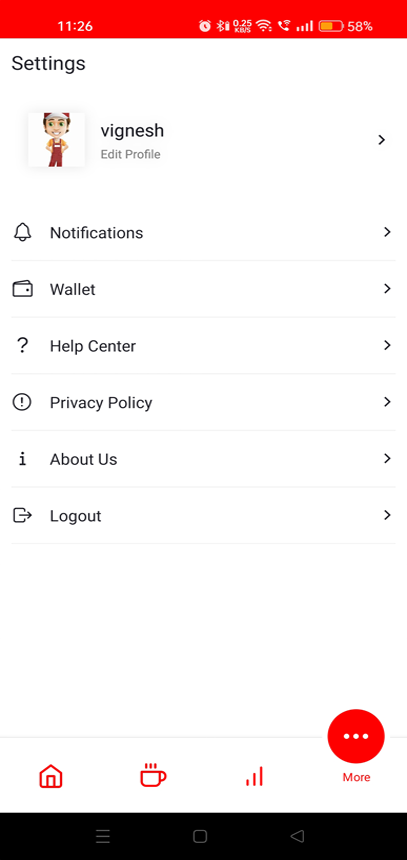 11:26
0.25
KB/S
58%
Settings
vignesh
Edit Profile
Notifications
Wallet
Help Center
Privacy Policy
About Us
Logout
More